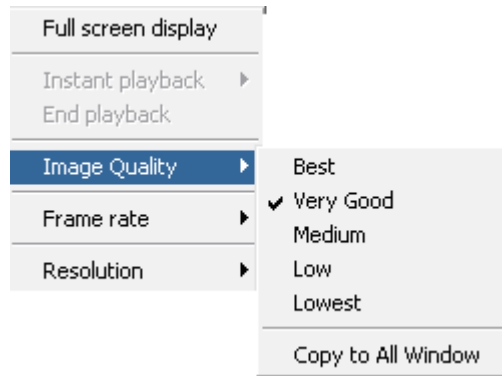 Full screen display
Instant playback
End playback
Image Quality
Frame rate
Resolution
Best
Very Good
Medium
Low
Lowest
Copy to All Window